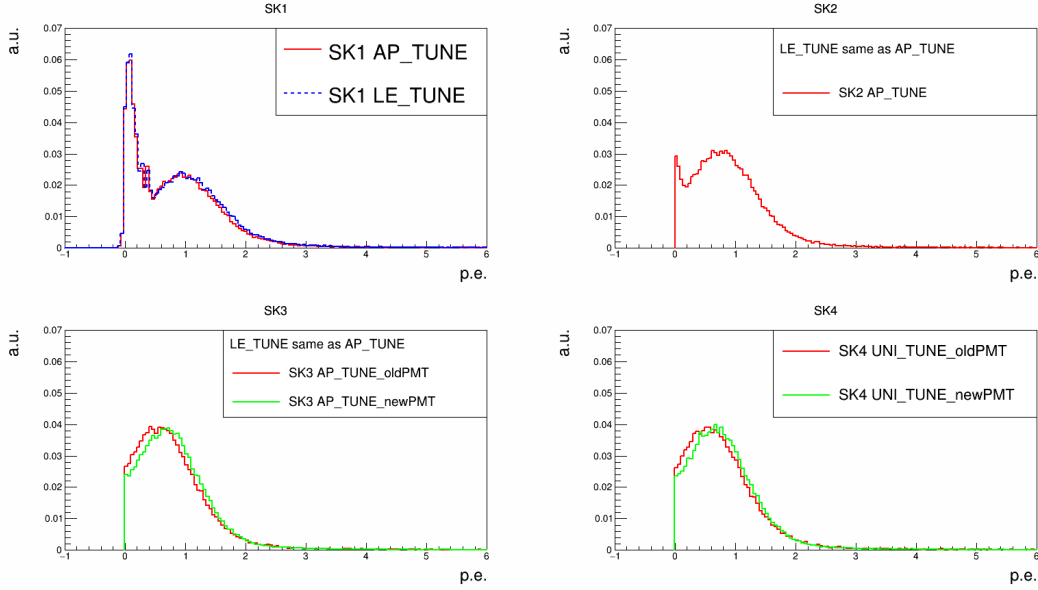 SK1
a.u.
0.07
0.06
0.05
0.04
0.03
0.02
0.01
0
−1 0 1 2 3 4 5 6
p.e.
SK1 AP_TUNE
SK1 LE_TUNE
SK2
a.u.
0.07
0.06
0.05
0.04
0.03
0.02
0.01
0
−1 0 1 2 3 4 5 6
p.e.
LE_TUNE same as AP_TUNE
SK2 AP_TUNE
SK3
a.u.
0.07
0.06
0.05
0.04
0.03
0.02
0.01
0
−1 0 1 2 3 4 5 6
p.e.
LE_TUNE same as AP_TUNE
SK3 AP_TUNE_oldPMT
SK3 AP_TUNE_newPMT
SK4
a.u.
0.07
0.06
0.05
0.04
0.03
0.02
0.01
0
−1 0 1 2 3 4 5 6
p.e.
SK4 UNI_TUNE_oldPMT
SK4 UNI_TUNE_newPMT